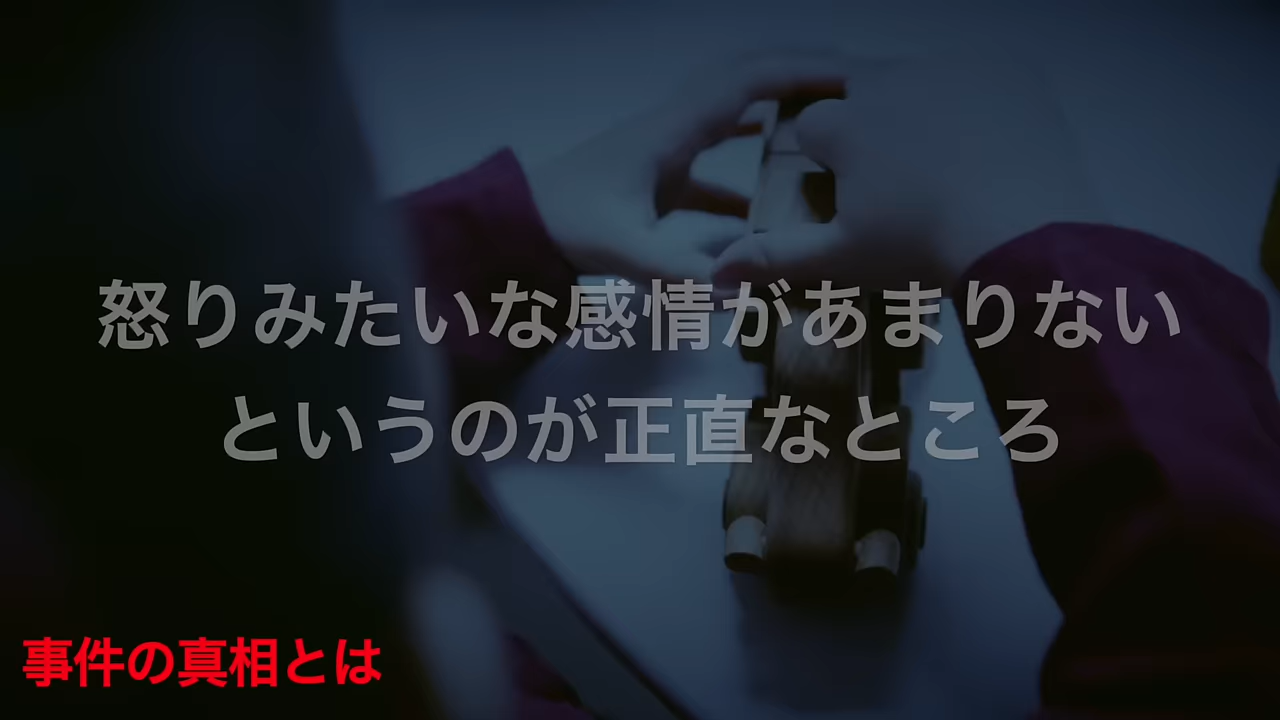 怒りみたいな感情があまりない
というのが正直なところ
事件の真相とは